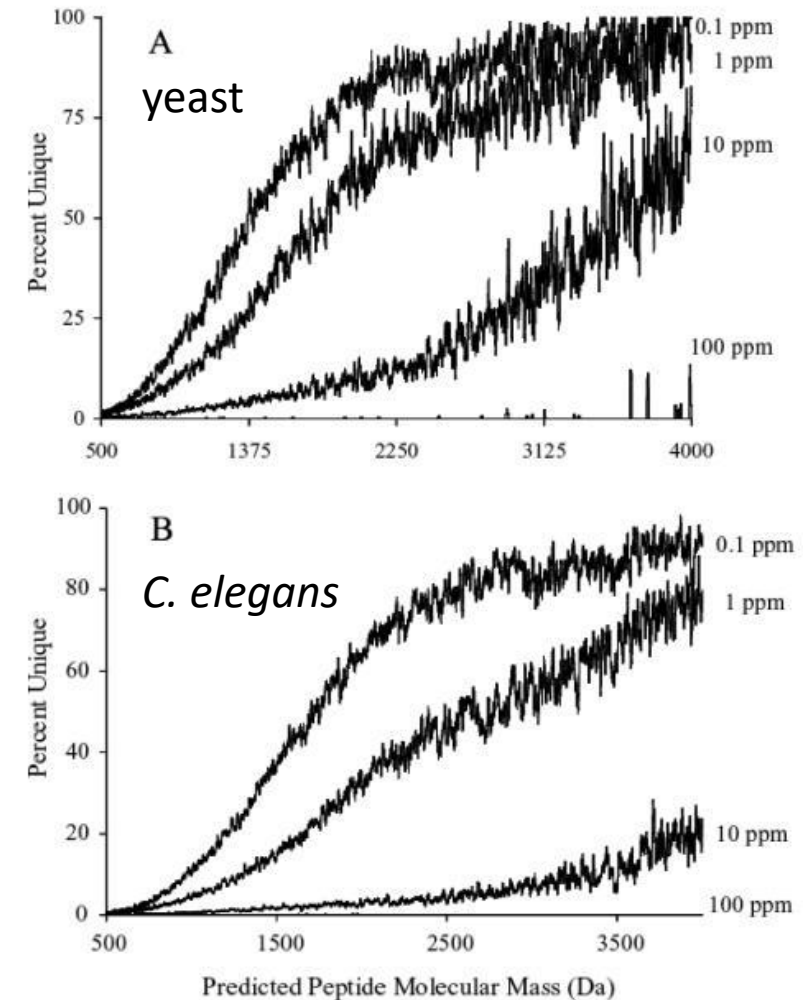 A
yeast
Percent Unique
100
75
50
25
0
0.1 ppm
1 ppm
10 ppm
100 ppm
500 1375 2250 3125 4000
B
C. elegans
Percent Unique
100
80
60
40
20
0
0.1 ppm
1 ppm
10 ppm
100 ppm
500 1500 2500 3500
Predicted Peptide Molecular Mass (Da)